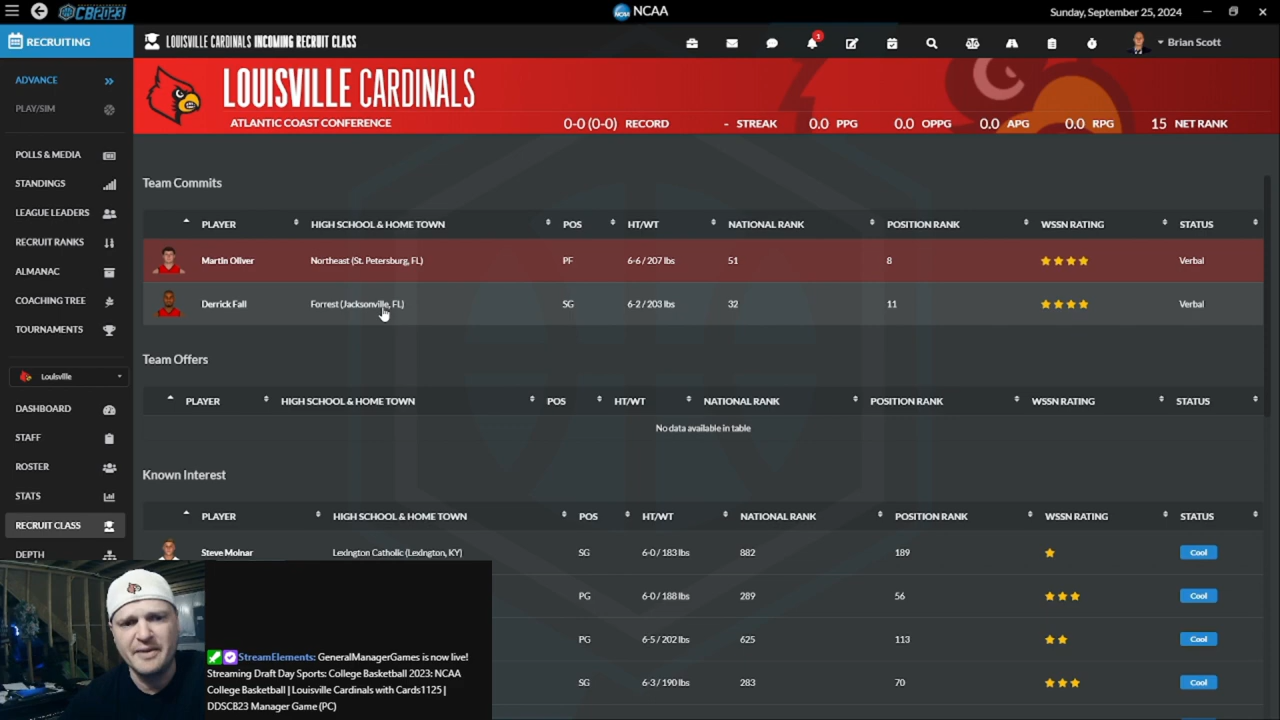 CB2023
NCAA
Sunday, September 25, 2024
RECRUITING
LOUISVILLE CARDINALS INCOMING RECRUIT CLASS
1
Brian Scott
ADVANCE
PLAY/SIM
POLLS & MEDIA
STANDINGS
LEAGUE LEADERS
RECRUIT RANKS
ALMANAC
COACHING TREE
TOURNAMENTS
Louisville
DASHBOARD
STAFF
ROSTER
STATS
RECRUIT CLASS
DEPTH
LOUISVILLE CARDINALS
ATLANTIC COAST CONFERENCE
0-0 (0-0) RECORD - STREAK 0.0 PPG 0.0 OPPG 0.0 APG 0.0 RPG 15 NET RANK
Team Commits
PLAYER HIGH SCHOOL & HOME TOWN POS HT/WT NATIONAL RANK POSITION RANK WSSN RATING STATUS
Martin Oliver Northeast (St. Petersburg, FL) PF 6-6 / 207 lbs 51 8 Verbal
Derrick Fall Forrest (Jacksonville, FL) SG 6-2 / 203 lbs 32 11 Verbal
Team Offers
PLAYER HIGH SCHOOL & HOME TOWN POS HT/WT NATIONAL RANK POSITION RANK WSSN RATING STATUS
No data available in table
Known Interest
PLAYER HIGH SCHOOL & HOME TOWN POS HT/WT NATIONAL RANK POSITION RANK WSSN RATING STATUS
Steve Molnar Lexington Catholic (Lexington, KY) SG 6-0 / 183 lbs 882 189 Cool
PG 6-0 / 188 lbs 289 56 Cool
PG 6-5 / 202 lbs 625 113 Cool
SG 6-3 / 190 lbs 283 70 Cool
StreamElements: GeneralManagerGames is now live!
Streaming Draft Day Sports: College Basketball 2023: NCAA
College Basketball | Louisville Cardinals with Cards1125 |
DDSCB23 Manager Game (PC)